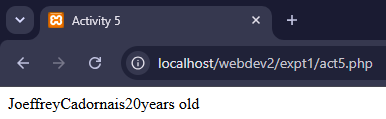 Activity 5
localhost/webdev2/expt1/act5.php
JoeffreyCadornais20years old